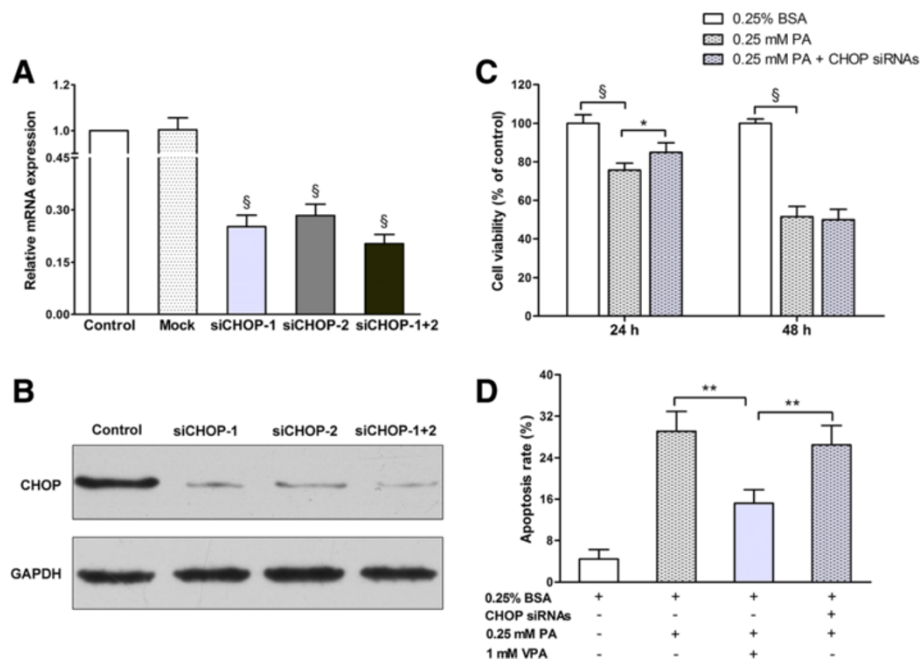 0.25% BSA
0.25 mM PA
0.25 mM PA + CHOP siRNAs
A
Relative mRNA expression
1.2
1.0
0.45
0.30
0.15
0.00
§
§
§
Control Mock siCHOP-1 siCHOP-2 siCHOP-1+2
C
Cell viability (% of control)
120
100
80
60
40
20
0
§
*
§
24 h 48 h
B
Control siCHOP-1 siCHOP-2 siCHOP-1+2
CHOP
GAPDH
D
Apoptosis rate (%)
40
32
24
16
8
0
**
**
0.25% BSA + + + +
CHOP siRNAs - - - +
0.25 mM PA - + + +
1 mM VPA - - + -